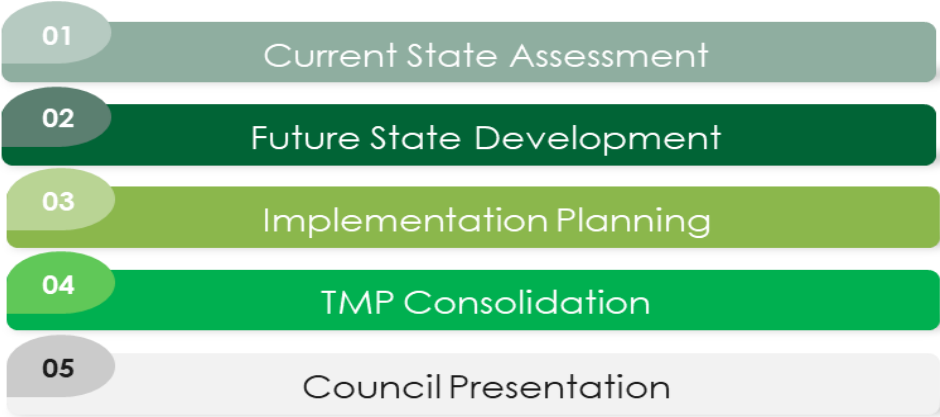 01
Current State Assessment
02
Future State Development
03
Implementation Planning
04
TMP Consolidation
05
Council Presentation